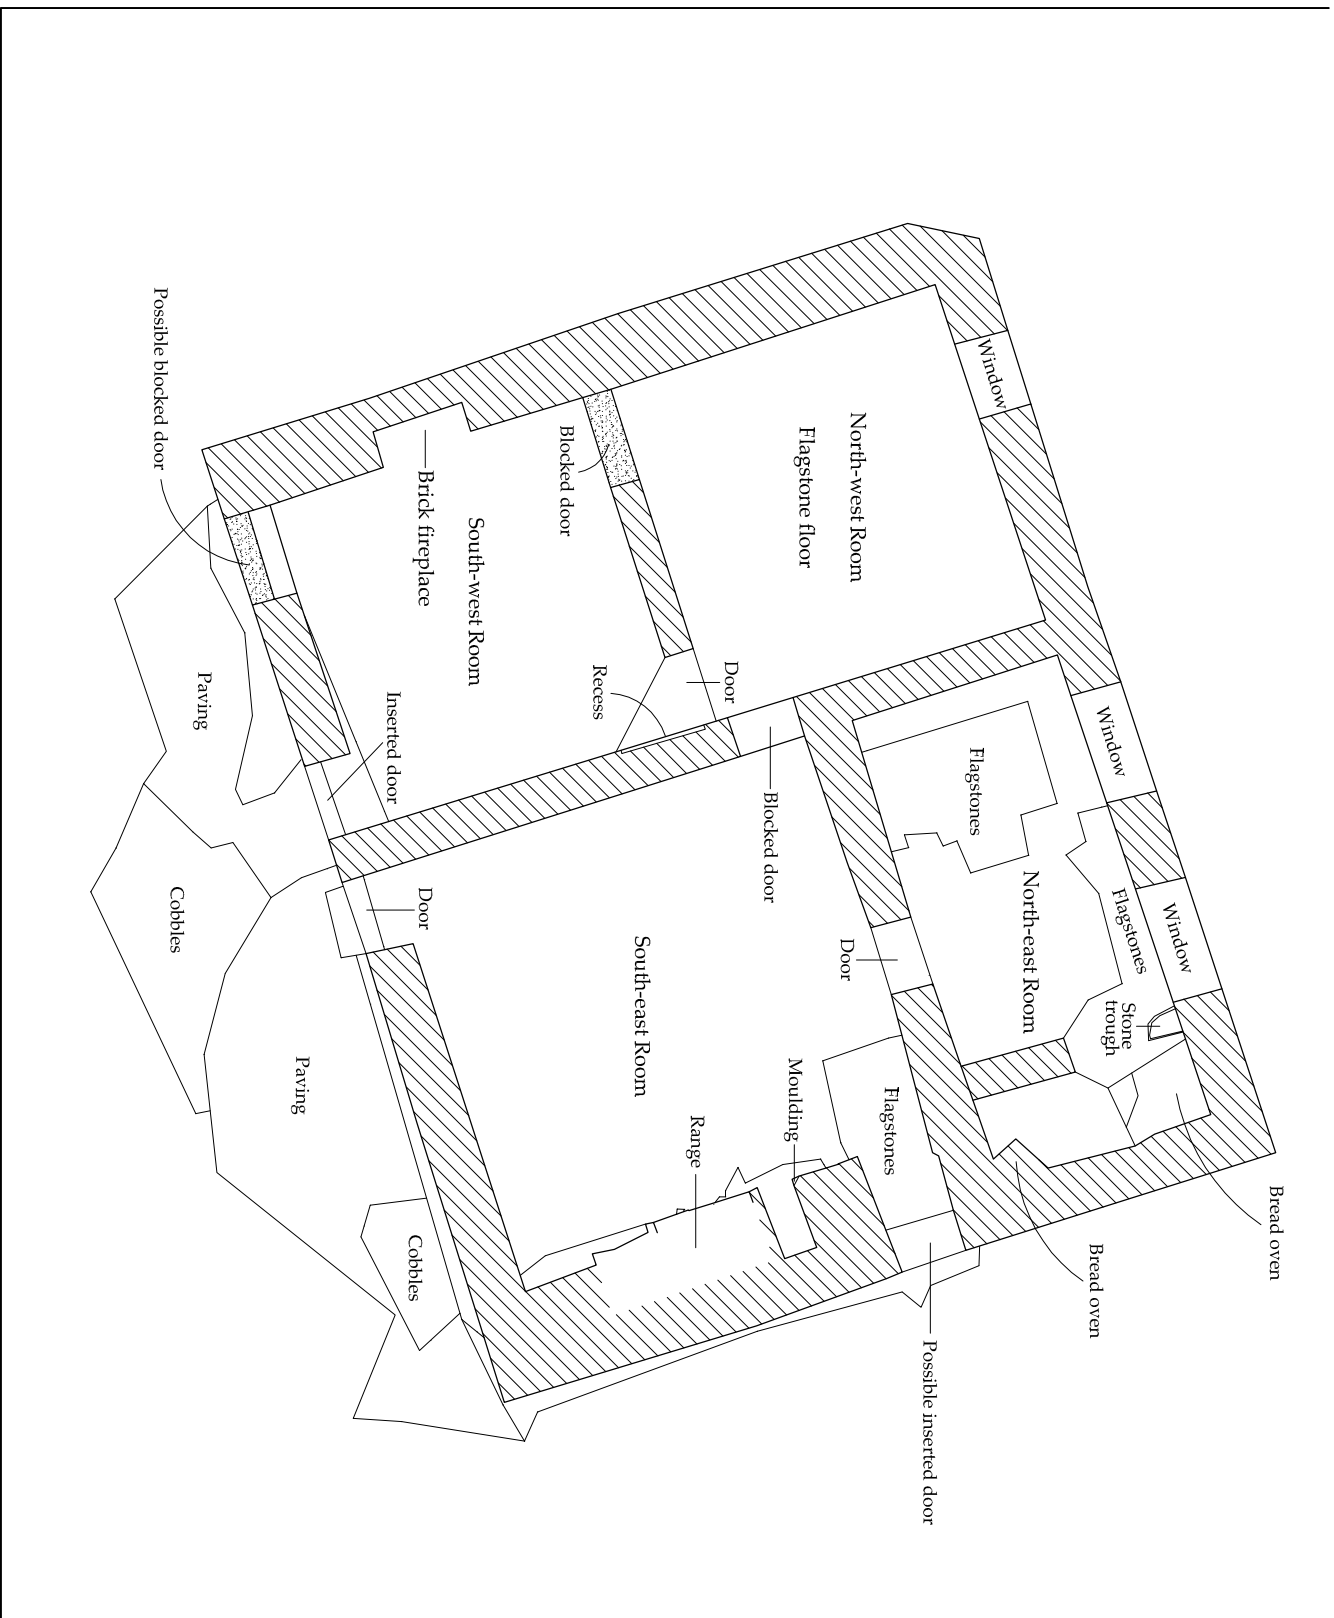 Window
North-west Room
Flagstone floor
Possible blocked door
Blocked door
Brick fireplace
South-west Room
Recess
Door
Paving
Inserted door
Window
Flagstones
Blocked door
North-east Room
Flagstones
Window
Door
Stone
trough
Cobbles
Door
South-east Room
Paving
Moulding
Flagstones
Range
Cobbles
Bread oven
Bread oven
Possible inserted door